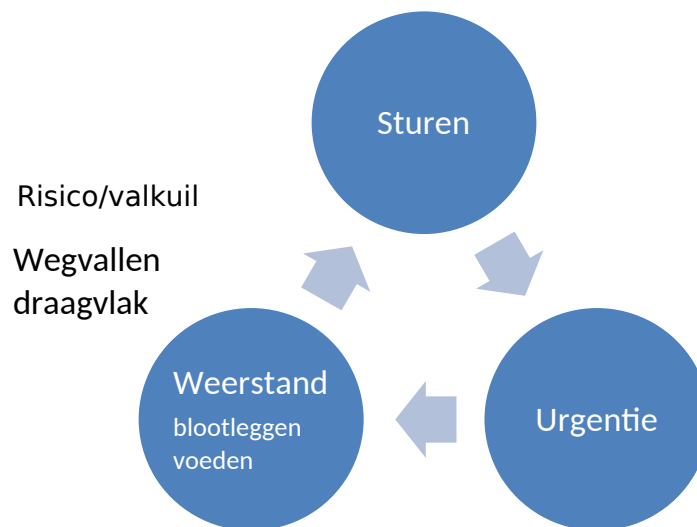 Sturen
Risico/valkuil
Wegvallen
draagvlak
Weerstand
blootleggen
voeden
Urgentie